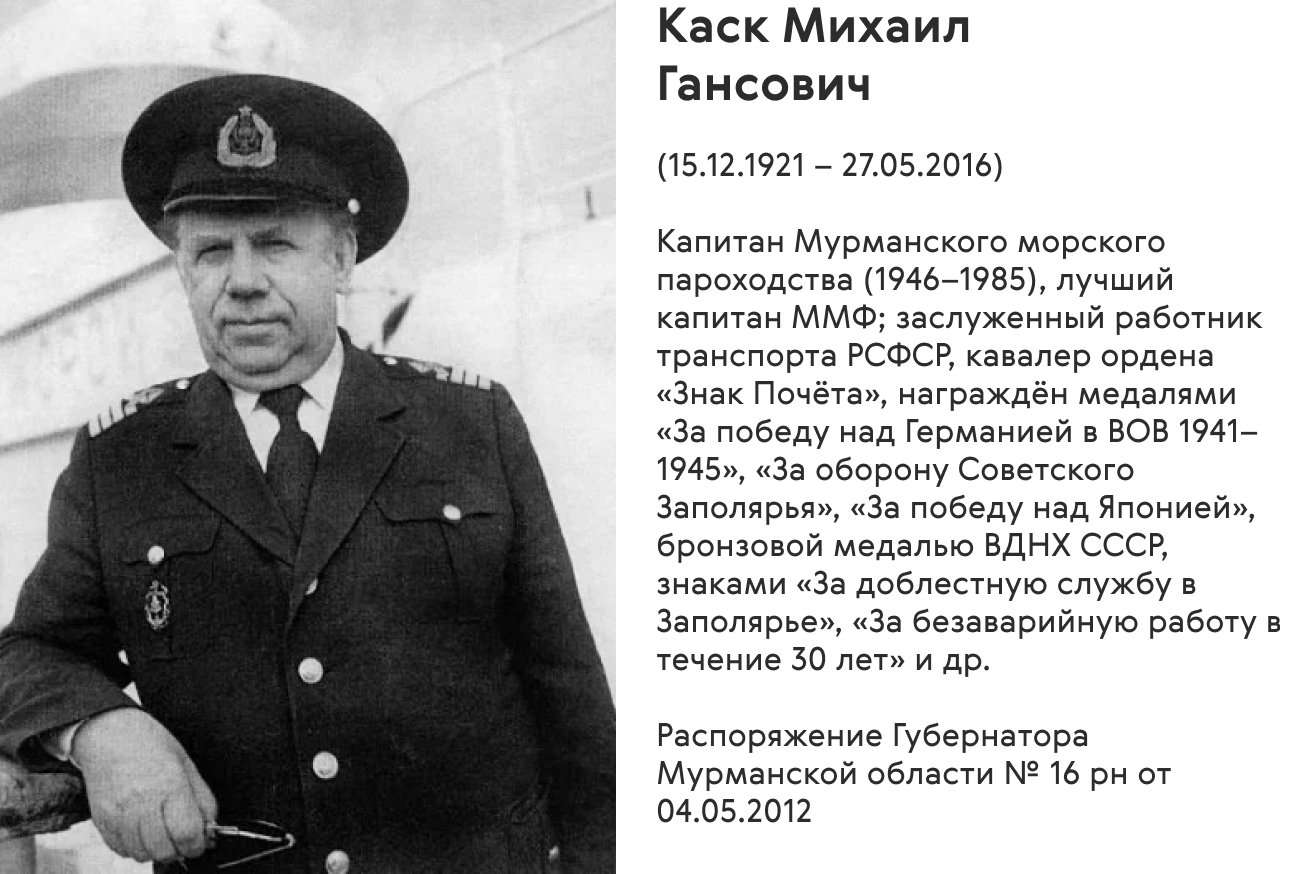 Каск Михаил
Гансович
(15.12.1921 – 27.05.2016)
Капитан Мурманского морского
пароходства (1946–1985), лучший
капитан ММФ; заслуженный работник
транспорта РСФСР, кавалер ордена
«Знак Почёта», награждён медалями
«За победу над Германией в ВОВ 1941–
1945», «За оборону Советского
Заполярья», «За победу над Японией»,
бронзовой медалью ВДНХ СССР,
знаками «За доблестную службу в
Заполярье», «За безаварийную работу в
течение 30 лет» и др.
Распоряжение Губернатора
Мурманской области № 16 рн от
04.05.2012